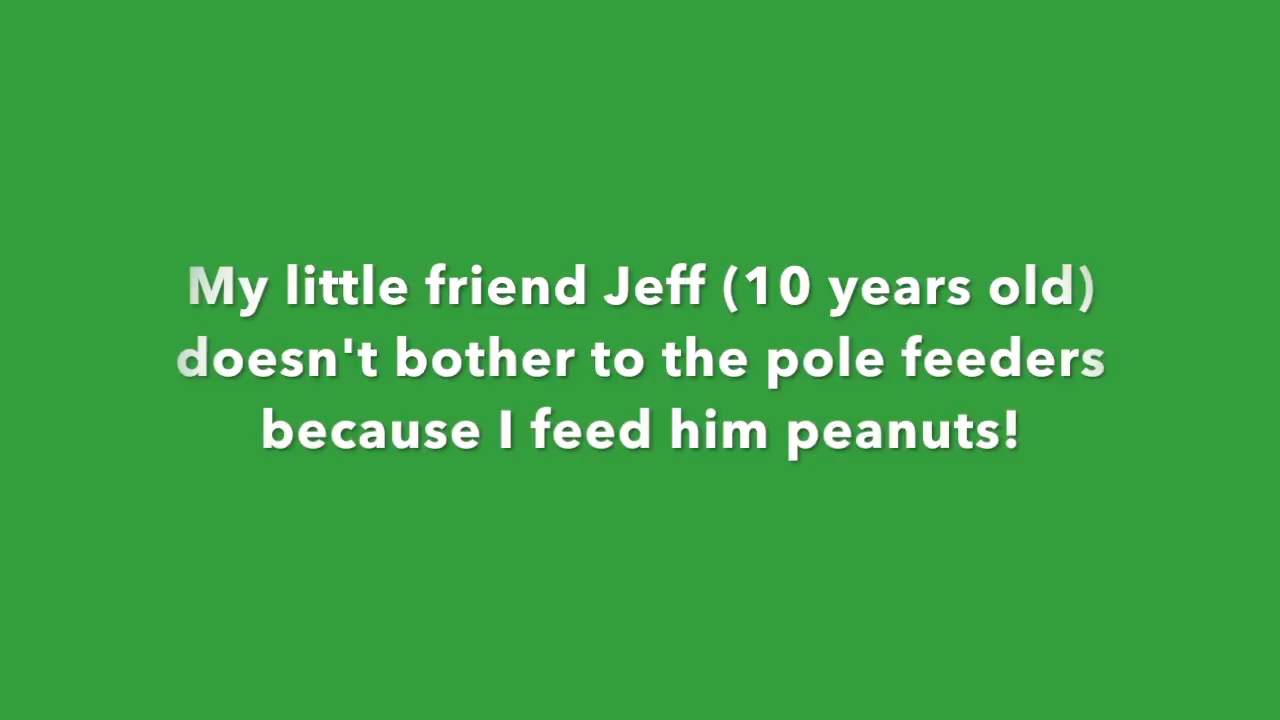 My little friend Jeff (10 years old)
doesn't bother to the pole feeders
because I feed him peanuts!